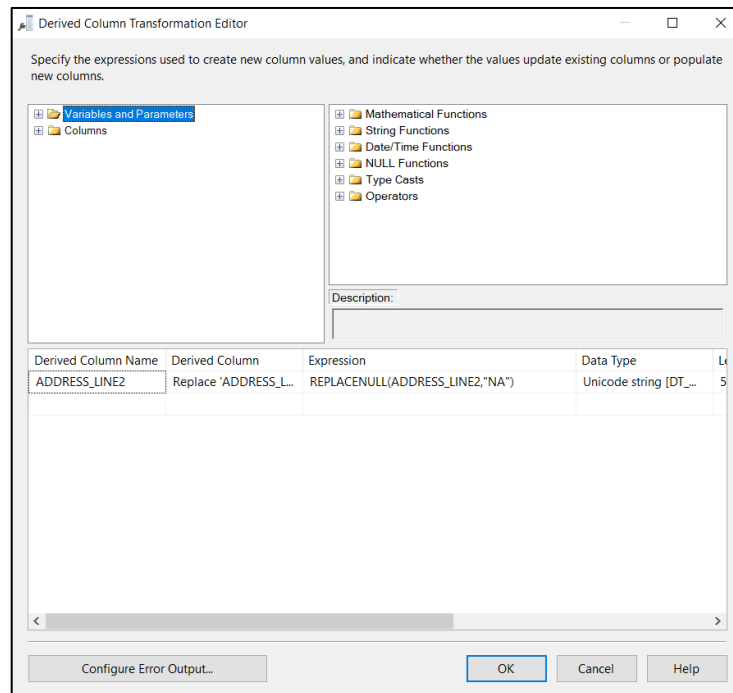 Derived Column Transformation Editor
Specify the expressions used to create new column values, and indicate whether the values update existing columns or populate
new columns.
Variables and Parameters
Columns
Mathematical Functions
String Functions
Date/Time Functions
NULL Functions
Type Casts
Operators
Description:
Derived Column Name Derived Column Expression Data Type Le
ADDRESS_LINE2 Replace 'ADDRESS_L... REPLACENULL(ADDRESS_LINE2,"NA") Unicode string [DT_... 5
Configure Error Output... OK Cancel Help